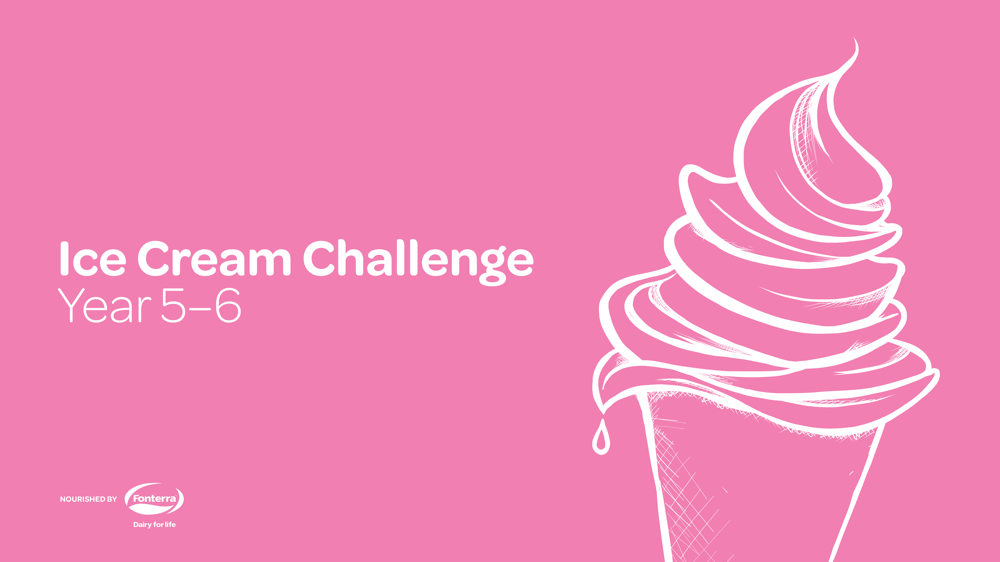 Ice Cream Challenge
Year 5–6
NOURISHED BY
Fonterra
Dairy for life